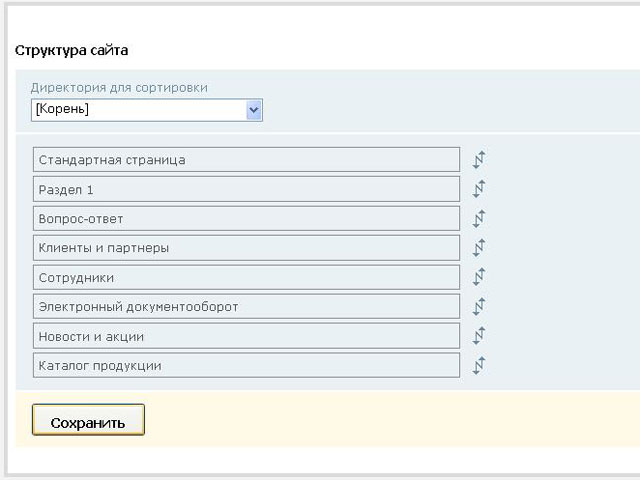 Структура сайта
Директория для сортировки
[Корень]
Стандартная страница
Раздел 1
Вопрос-ответ
Клиенты и партнеры
Сотрудники
Электронный документооборот
Новости и акции
Каталог продукции
Сохранить